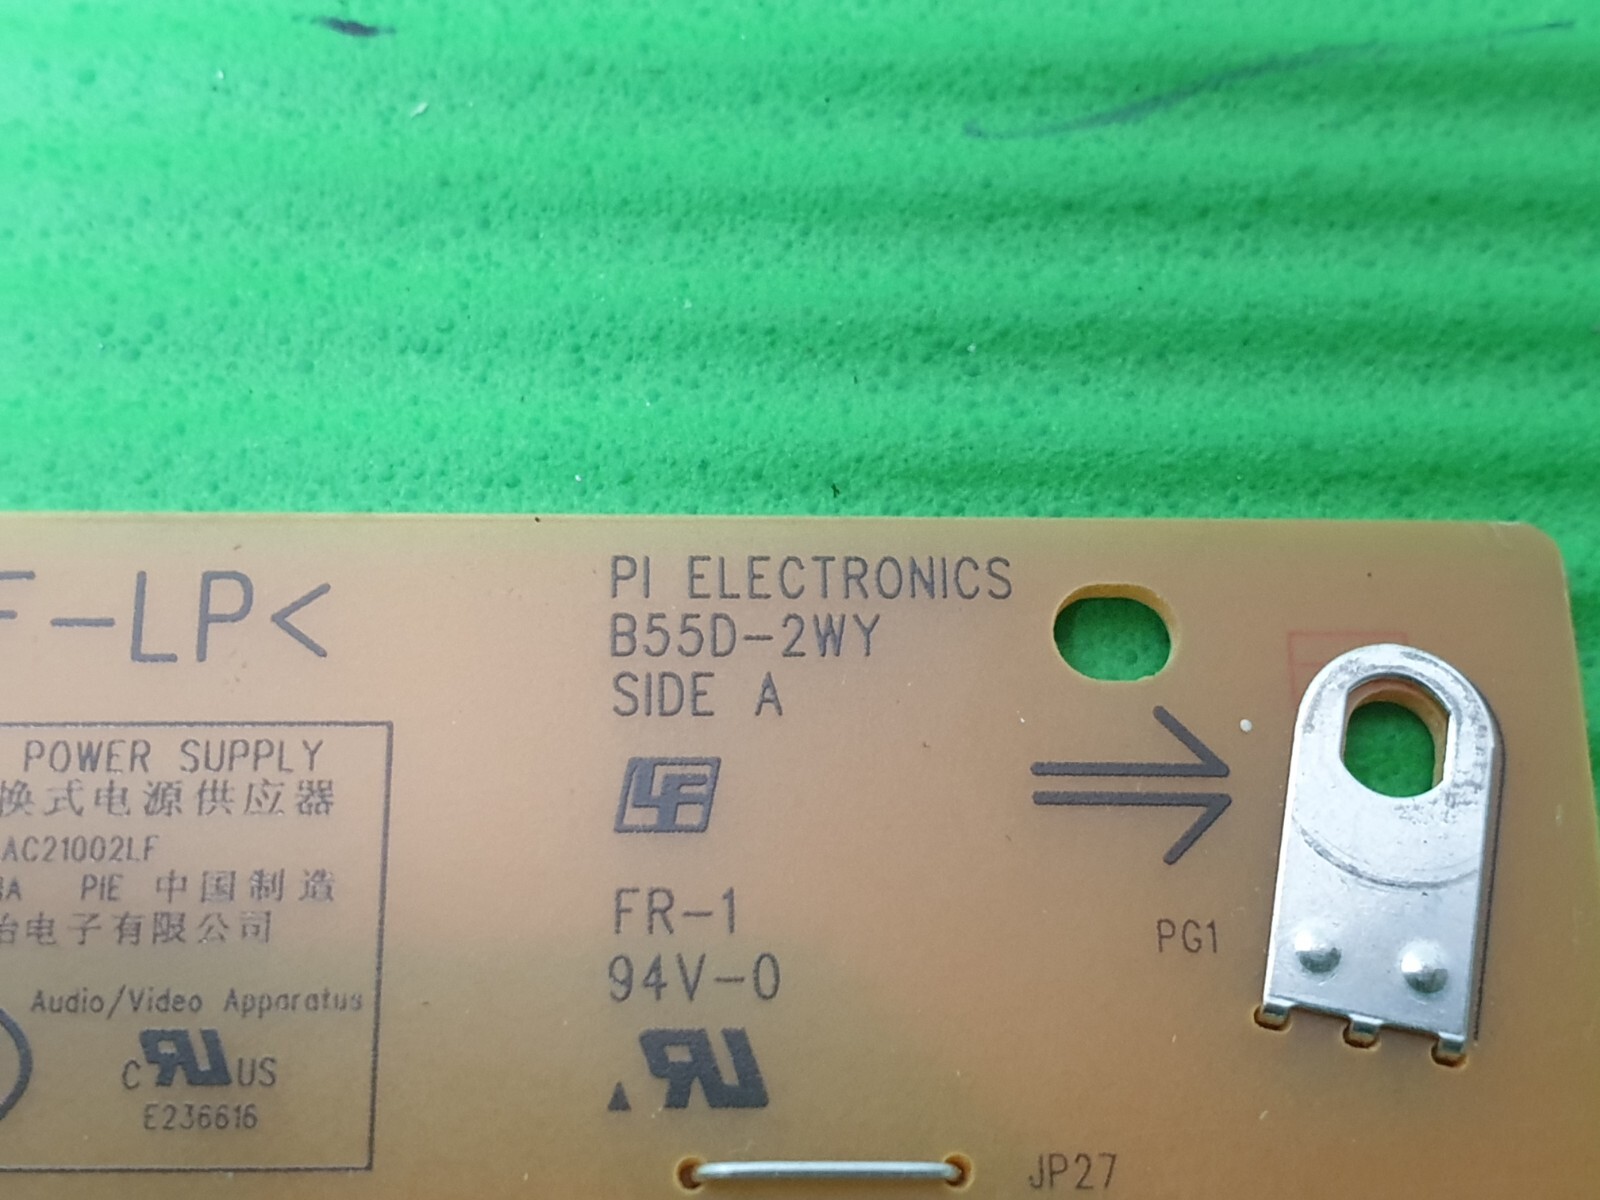 F-LP<
PI ELECTRONICS
B55D-2WY
SIDE A
POWER SUPPLY
换式电源供应器
AC21002LF
PIE 中国制造
电子有限公司
Audio/Video Apparatus
C US
E236616
FR-1
94V-0
PG1
JP27